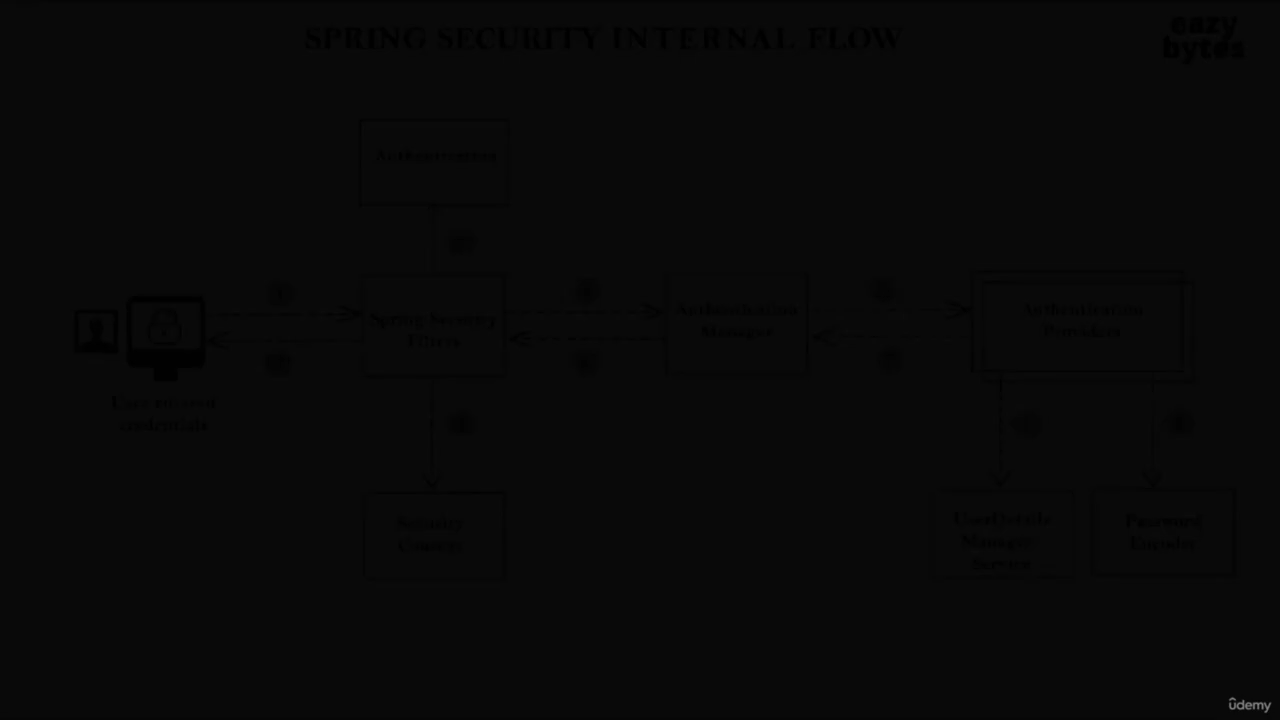 SPRING SECURITY INTERNAL FLOW
eazy
bytes
Authentication
Spring Security
Filters
Authentication
Manager
Authentication
Providers
User entered
credentials
Security
Context
UserDetails
Manager
Service
Password
Encoder
udemy